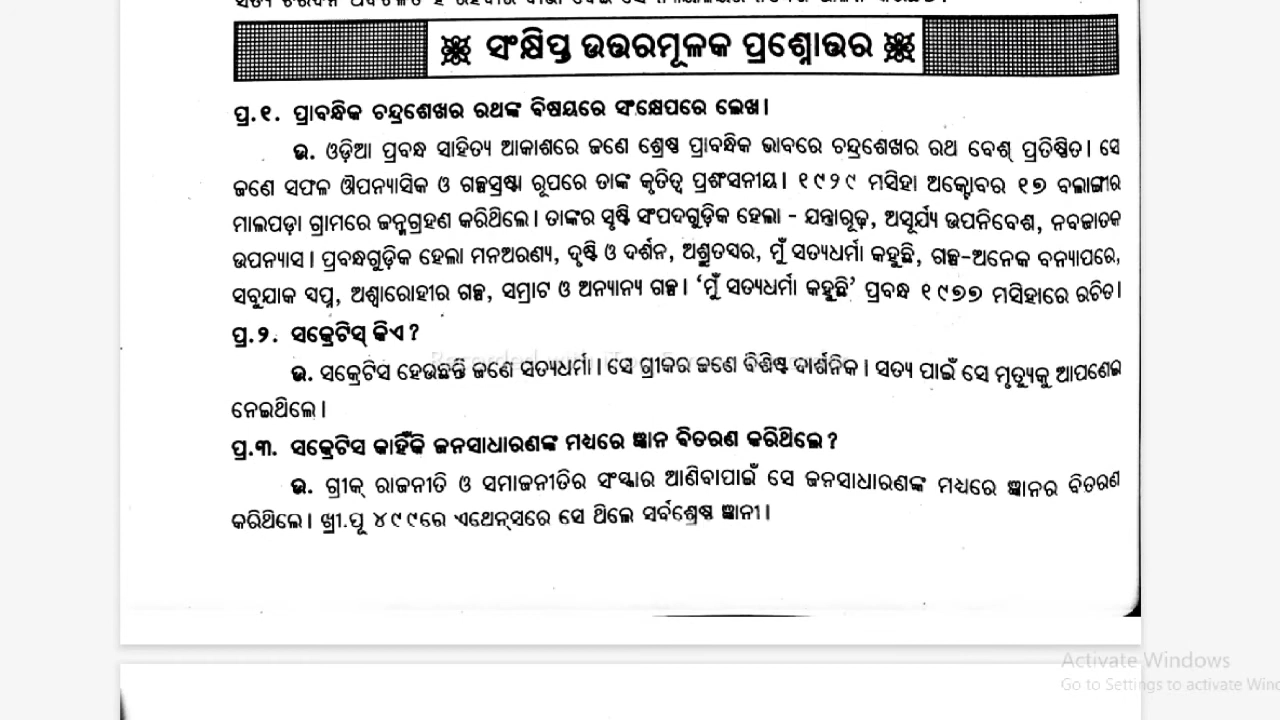 ସଂକ୍ଷିପ୍ତ ଉତ୍ତରମୂଳକ ପ୍ରଶ୍ନୋତ୍ତର
ପ୍ର.୧. ପ୍ରାବନ୍ଧିକ ଚନ୍ଦ୍ରଶେଖର ରଥଙ୍କ ବିଷୟରେ ସଂକ୍ଷେପରେ ଲେଖ।
ଉ. ଓଡ଼ିଆ ପ୍ରବନ୍ଧ ସାହିତ୍ୟ ଆକାଶରେ ଜଣେ ଶ୍ରେଷ୍ଠ ପ୍ରାବନ୍ଧିକ ଭାବରେ ଚନ୍ଦ୍ରଶେଖର ରଥ ବେଶ୍ ପ୍ରତିଷ୍ଠିତ। ସେ
ଜଣେ ସଫଳ ଔପନ୍ୟାସିକ ଓ ଗଳ୍ପସ୍ରଷ୍ଟା ରୂପରେ ତାଙ୍କ କୃତିତ୍ୱ ପ୍ରଶଂସନୀୟ। ୧୯୨୯ ମସିହା ଅକ୍ଟୋବର ୧୭ ବଲାଙ୍ଗୀର
ମାଲପଡ଼ା ଗ୍ରାମରେ ଜନ୍ମଗ୍ରହଣ କରିଥିଲେ। ତାଙ୍କର ସୃଷ୍ଟି ସଂପଦଗୁଡ଼ିକ ହେଲା - ଯନ୍ତ୍ରାରୂଢ଼, ଅସୂର୍ଯ୍ୟ ଉପନିବେଶ, ନବଜାତକ
ଉପନ୍ୟାସ। ପ୍ରବନ୍ଧଗୁଡ଼ିକ ହେଲା ମନଅରଣ୍ୟ, ଦୃଷ୍ଟି ଓ ଦର୍ଶନ, ଅଶ୍ରୁତସ୍ୱର, ମୁଁ ସତ୍ୟଧର୍ମା କହୁଛି, ଗଳ୍ପ-ଅନେକ ବନ୍ୟାପରେ,
ସବୁଯାକ ସପ୍ନ, ଅଶ୍ୱାରୋହୀର ଗଳ୍ପ, ସମ୍ରାଟ ଓ ଅନ୍ୟାନ୍ୟ ଗଳ୍ପ। ‘ମୁଁ ସତ୍ୟଧର୍ମା କହୁଛି’ ପ୍ରବନ୍ଧ ୧୯୭୭ ମସିହାରେ ରଚିତ।
ପ୍ର.୨. ସକ୍ରେଟିସ୍ କିଏ?
ଉ. ସକ୍ରେଟିସ ହେଉଛନ୍ତି ଜଣେ ସତ୍ୟଧର୍ମା। ସେ ଗ୍ରୀକର ଜଣେ ବିଶିଷ୍ଟ ଦାର୍ଶନିକ। ସତ୍ୟ ପାଇଁ ସେ ମୃତ୍ୟୁକୁ ଆପଣେଇ
ନେଇଥିଲେ।
ପ୍ର.୩. ସକ୍ରେଟିସ କାହିଁକି ଜନସାଧାରଣଙ୍କ ମଧ୍ୟରେ ଜ୍ଞାନ ବିତରଣ କରିଥିଲେ?
ଉ. ଗ୍ରୀକ୍ ରାଜନୀତି ଓ ସମାଜନୀତିର ସଂସ୍କାର ଆଣିବାପାଇଁ ସେ ଜନସାଧାରଣଙ୍କ ମଧ୍ୟରେ ଜ୍ଞାନର ବିତରଣ
କରିଥିଲେ। ଖ୍ରୀ.ପୂ ୪୯୯ରେ ଏଥେନ୍ସରେ ସେ ଥିଲେ ସର୍ବଶ୍ରେଷ୍ଠ ଜ୍ଞାନୀ।
Activate Windows
Go to Settings to activate Wind